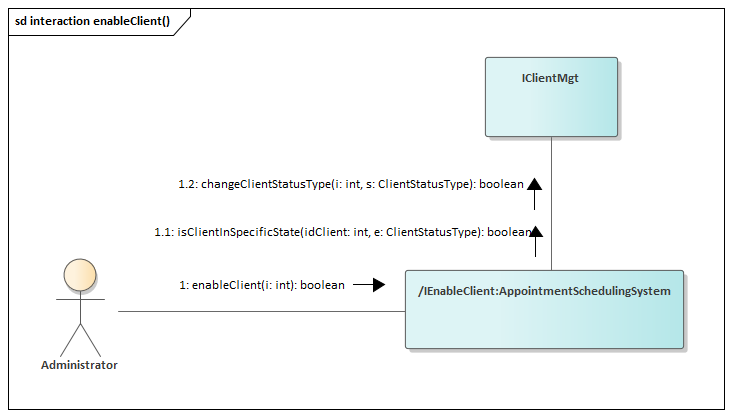 sd interaction enableClient()
IClientMgt
1.2: changeClientStatusType(i: int, s: ClientStatusType): boolean
1.1: isClientInSpecificState(idClient: int, e: ClientStatusType): boolean
1: enableClient(i: int): boolean
/IEnableClient:AppointmentSchedulingSystem
Administrator